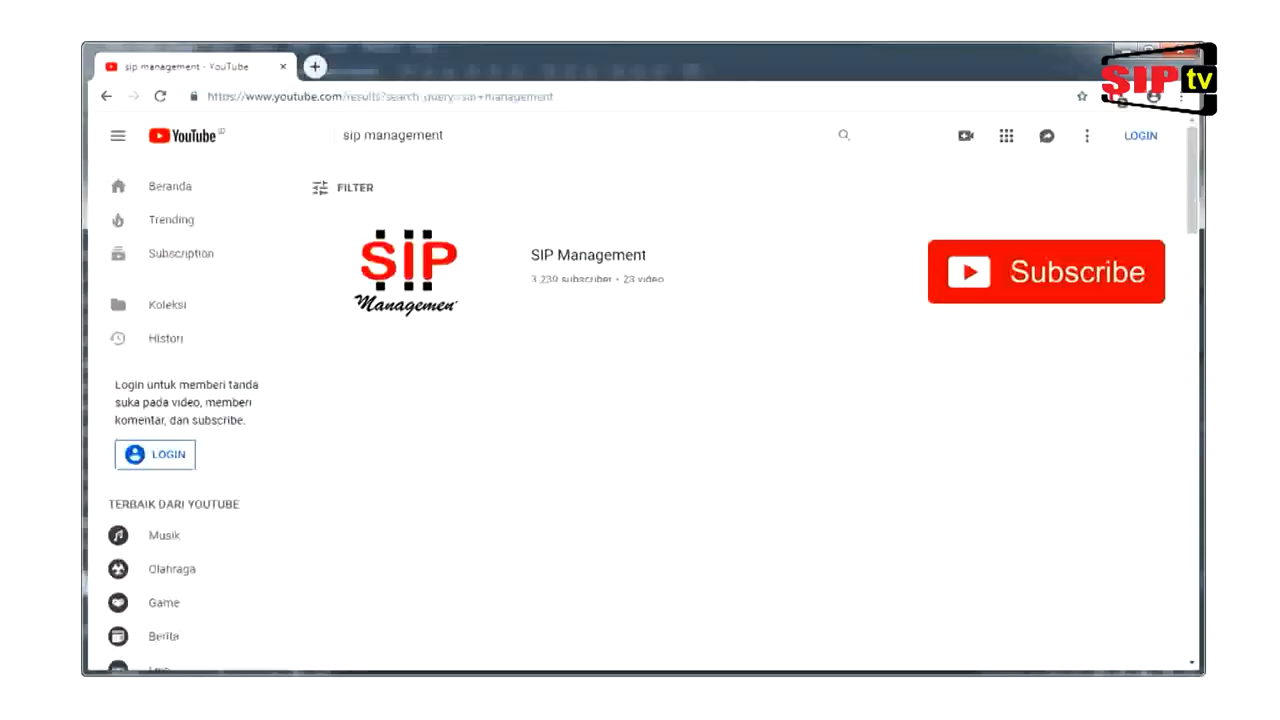 sip management - YouTube
SIP tv
https://www.youtube.com/results?search_query=sip+management
YouTube ID
sip management
LOGIN
Beranda
FILTER
Trending
Subscription
SIP
Management
SIP Management
3.239 subscriber • 23 video
Subscribe
Koleksi
Histori
Login untuk memberi tanda
suka pada video, memberi
komentar, dan subscribe.
LOGIN
TERBAIK DARI YOUTUBE
Musik
Olahraga
Game
Berita